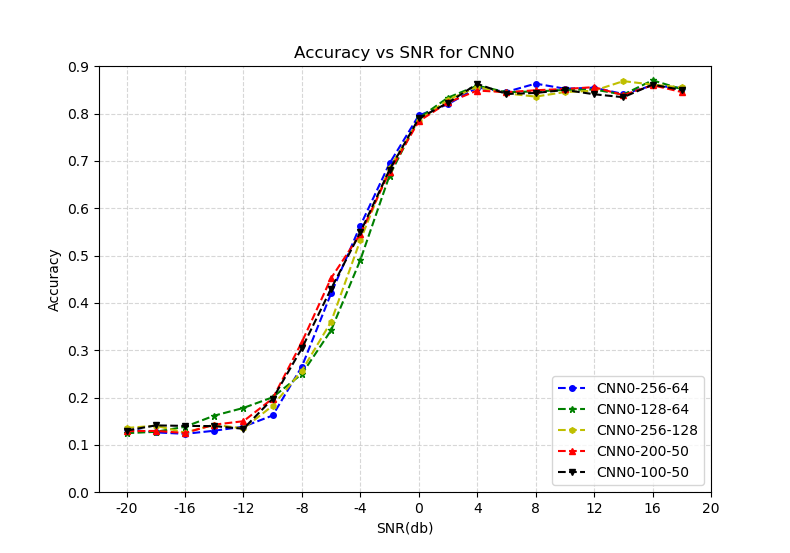 Accuracy vs SNR for CNN0
0.9
0.8
0.7
0.6
0.5
0.4
0.3
0.2
0.1
0.0
Accuracy
CNN0-256-64
CNN0-128-64
CNN0-256-128
CNN0-200-50
CNN0-100-50
-20 -16 -12 -8 -4 0 4 8 12 16 20
SNR(db)